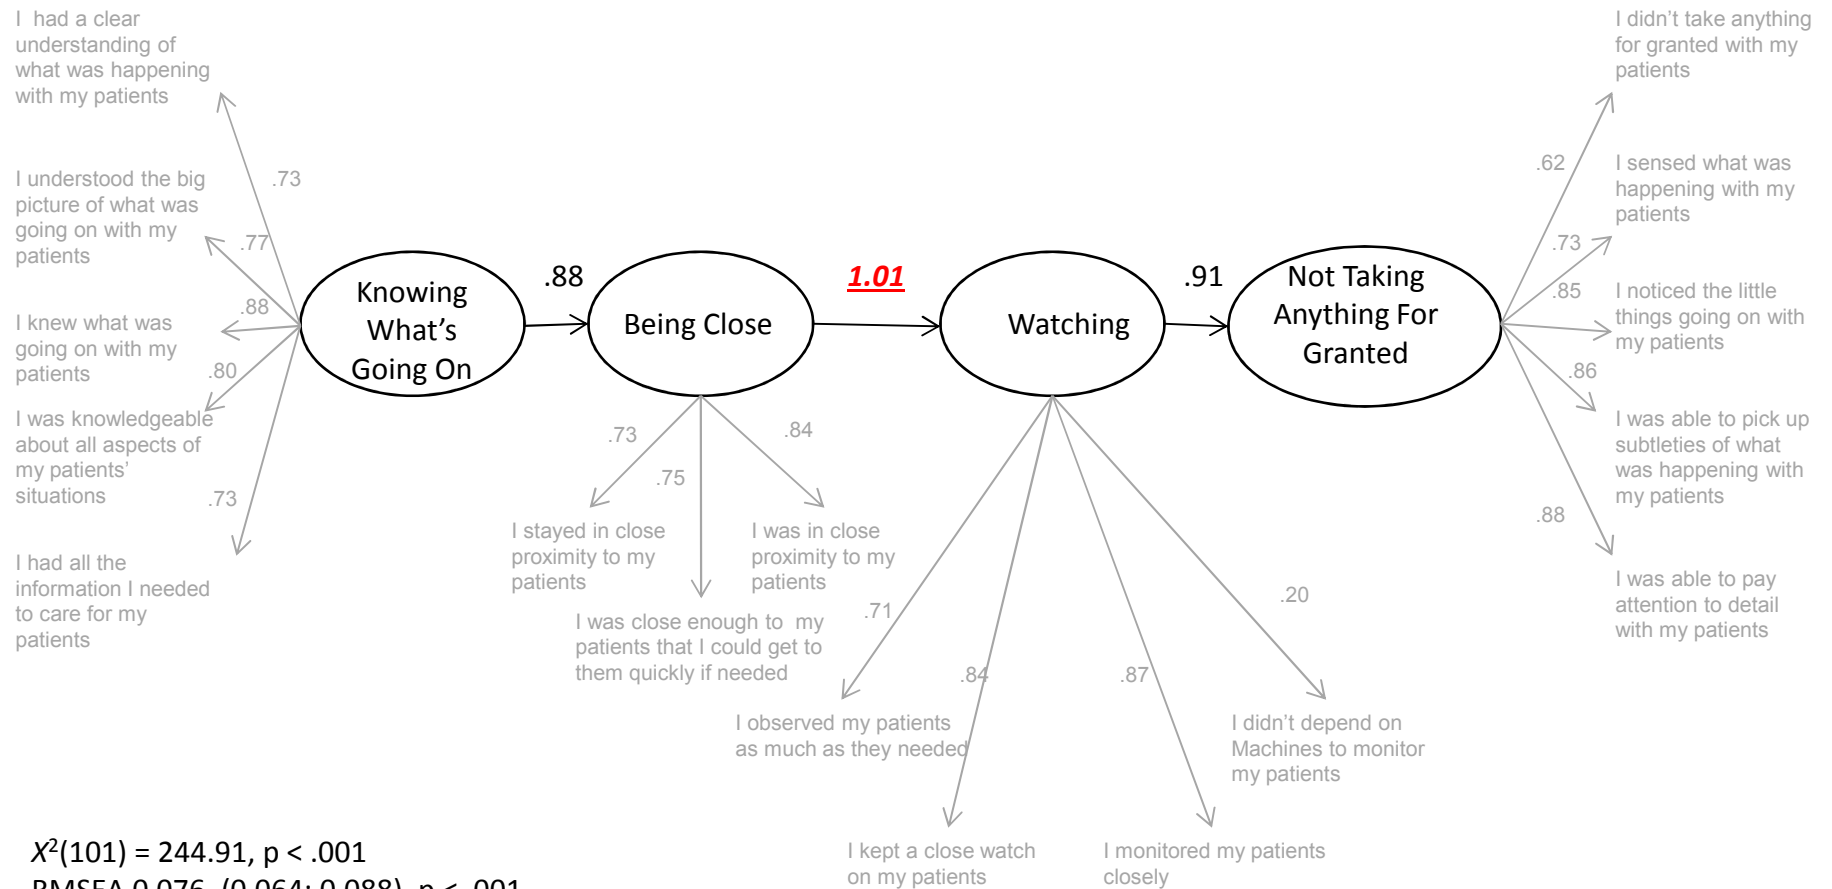 I had a clear
understanding of
what was happening
with my patients
.73
I understood the big
picture of what was
going on with my
patients
.77
I knew what was
going on with my
patients
.88
I was knowledgeable
about all aspects of
my patients'
situations
.80
I had all the
information I needed
to care for my
patients
.73
Knowing
What's
Going On
.88
Being Close
1.01
Watching
.91
Not Taking
Anything For
Granted
.73
.75
.84
I stayed in close
proximity to my
patients
I was close enough to my
patients that I could get to
them quickly if needed
I was in close
proximity to my
patients
.71
.84
.87
.20
I observed my patients
as much as they needed
I kept a close watch
on my patients
I monitored my patients
closely
I didn't depend on
Machines to monitor
my patients
I didn't take anything
for granted with my
patients
.62
I sensed what was
happening with my
patients
.73
I noticed the little
things going on with
my patients
.85
I was able to pick up
subtleties of what
was happening with
my patients
.86
I was able to pay
attention to detail
with my patients
.88
X²(101) = 244.91, p < .001
RMSEA 0.076, (0.064; 0.088), p < .001